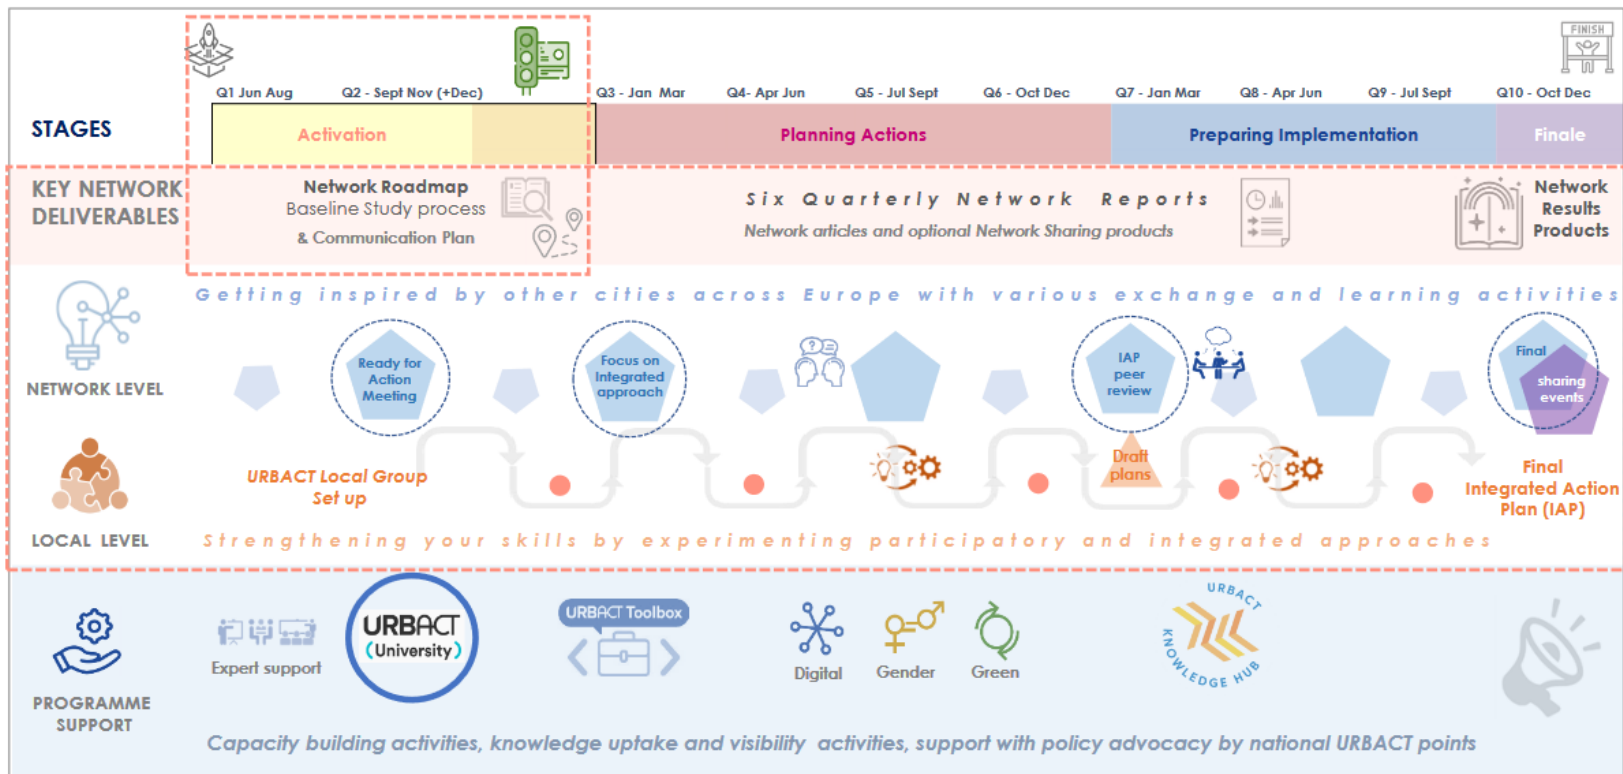 FINISH
Q1 Jun Aug
Q2 - Sept Nov (+Dec)
Q3 - Jan Mar
Q4- Apr Jun
Q5 - Jul Sept
Q6 - Oct Dec
Q7 - Jan Mar
Q8 - Apr Jun
Q9 - Jul Sept
Q10 - Oct Dec
STAGES
Activation
Planning Actions
Preparing Implementation
Finale
KEY NETWORK
DELIVERABLES
Network Roadmap
Baseline Study process
& Communication Plan
Six Quarterly Network Reports
Network articles and optional Network Sharing products
Network
Results
Products
Getting inspired by other cities across Europe with various exchange and learning activities
NETWORK LEVEL
Ready for
Action
Meeting
Focus on
Integrated
approach
IAP
peer
review
Final
sharing
events
LOCAL LEVEL
URBACT Local Group
Set up
Draft
plans
Final
Integrated Action
Plan (IAP)
Strengthening your skills by experimenting participatory and integrated approaches
PROGRAMME
SUPPORT
Expert support
URBACT
(University)
URBACT Toolbox
Digital
Gender
Green
URBACT
KNOWLEDGE HUB
Capacity building activities, knowledge uptake and visibility activities, support with policy advocacy by national URBACT points